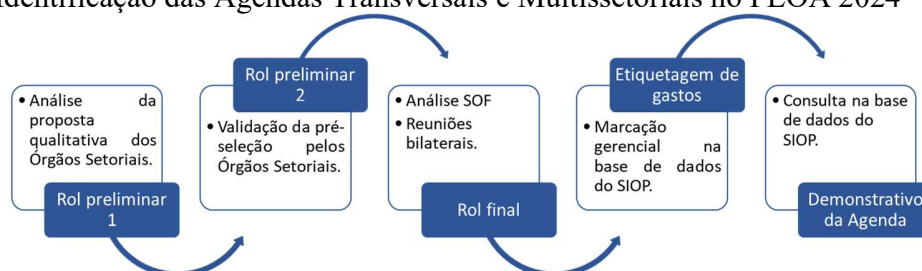 Identificação das Agendas Transversais e Multissetoriais no PLOA 2024
• Análise da
proposta
qualitativa dos
Órgãos Setoriais.
Rol preliminar
1
Rol preliminar
2
• Validação da pré-
seleção pelos
Órgãos Setoriais.
• Análise SOF
• Reuniões
bilaterais.
Rol final
Etiquetagem de
gastos
• Marcação
gerencial na
base de dados
do SIOP.
• Consulta na base
de dados do
SIOP.
Demonstrativo
da Agenda